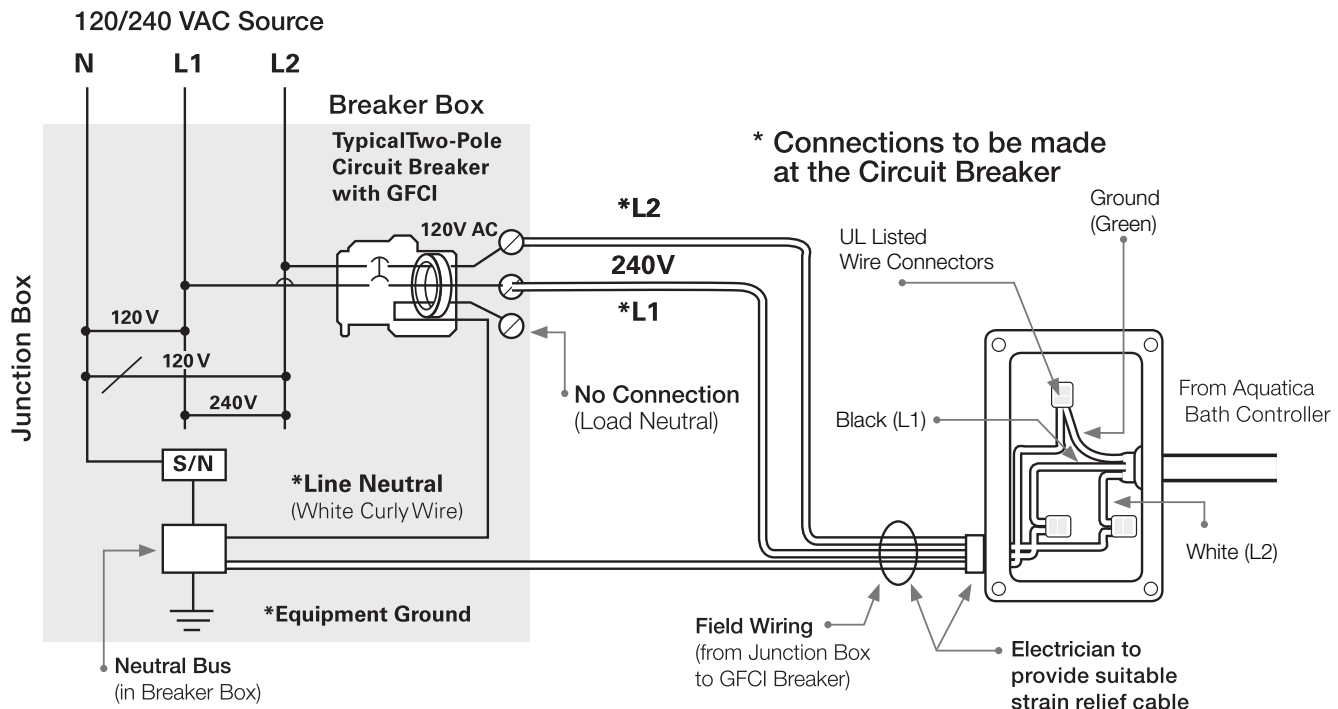 120/240 VAC Source
N L1 L2
Breaker Box
TypicalTwo-Pole
Circuit Breaker
with GFCI
* Connections to be made
at the Circuit Breaker
Ground
(Green)
120V AC
*L2
UL Listed
Wire Connectors
240V
*L1
Junction Box
120 V
120 V
240V
No Connection
(Load Neutral)
Black (L1)
From Aquatica
Bath Controller
S/N
*Line Neutral
(White Curly Wire)
White (L2)
*Equipment Ground
Neutral Bus
(in Breaker Box)
Field Wiring
(from Junction Box
to GFCI Breaker)
Electrician to
provide suitable
strain relief cable